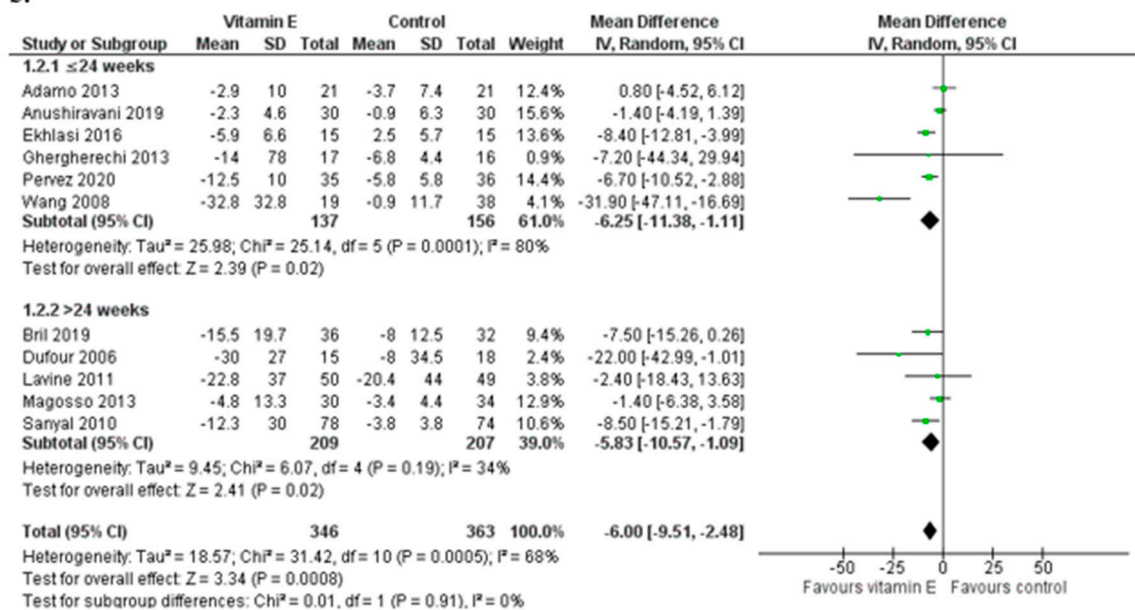 Vitamin E Control Mean Difference Mean Difference
Study or Subgroup Mean SD Total Mean SD Total Weight IV, Random, 95% CI IV, Random, 95% CI
1.2.1 ≤24 weeks
Adamo 2013 -2.9 10 21 -3.7 7.4 21 12.4% 0.80 [-4.52, 6.12]
Anushiravani 2019 -2.3 4.6 30 -0.9 6.3 30 15.6% -1.40 [-4.19, 1.39]
Ekhlasi 2016 -5.9 6.6 15 2.5 5.7 15 13.6% -8.40 [-12.81, -3.99]
Ghergherechi 2013 -14 78 17 -6.8 4.4 16 0.9% -7.20 [-44.34, 29.94]
Pervez 2020 -12.5 10 35 -5.8 5.8 36 14.4% -6.70 [-10.52, -2.88]
Wang 2008 -32.8 32.8 19 -0.9 11.7 38 4.1% -31.90 [-47.11, -16.69]
Subtotal (95% CI) 137 156 61.0% -6.25 [-11.38, -1.11]
Heterogeneity: Tau² = 25.98; Chi² = 25.14, df = 5 (P = 0.0001); I² = 80%
Test for overall effect: Z = 2.39 (P = 0.02)
1.2.2 >24 weeks
Bril 2019 -15.5 19.7 36 -8 12.5 32 9.4% -7.50 [-15.26, 0.26]
Dufour 2006 -30 27 15 -8 34.5 18 2.4% -22.00 [-42.99, -1.01]
Lavine 2011 -22.8 37 50 -20.4 44 49 3.8% -2.40 [-18.43, 13.63]
Magosso 2013 -4.8 13.3 30 -3.4 4.4 34 12.9% -1.40 [-6.38, 3.58]
Sanyal 2010 -12.3 30 78 -3.8 3.8 74 10.6% -8.50 [-15.21, -1.79]
Subtotal (95% CI) 209 207 39.0% -5.83 [-10.57, -1.09]
Heterogeneity: Tau² = 9.45; Chi² = 6.07, df = 4 (P = 0.19); I² = 34%
Test for overall effect: Z = 2.41 (P = 0.02)
Total (95% CI) 346 363 100.0% -6.00 [-9.51, -2.48]
Heterogeneity: Tau² = 18.57; Chi² = 31.42, df = 10 (P = 0.0005); I² = 68%
Test for overall effect: Z = 3.34 (P = 0.0008)
Test for subgroup differences: Chi² = 0.01, df = 1 (P = 0.91), I² = 0%
-50 -25 0 25 50
Favours vitamin E Favours control